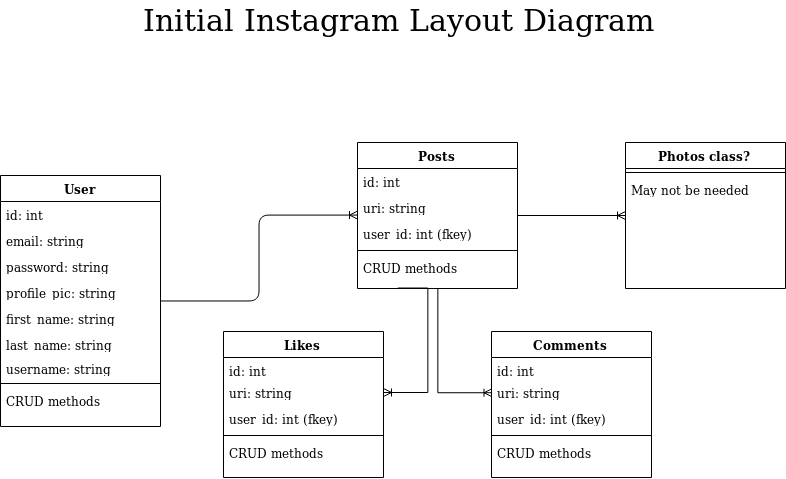 Initial Instagram Layout Diagram
User
id: int
email: string
password: string
profile_pic: string
first_name: string
last_name: string
username: string
CRUD methods
Posts
id: int
uri: string
user_id: int (fkey)
CRUD methods
Photos class?
May not be needed
Likes
id: int
uri: string
user_id: int (fkey)
CRUD methods
Comments
id: int
uri: string
user_id: int (fkey)
CRUD methods